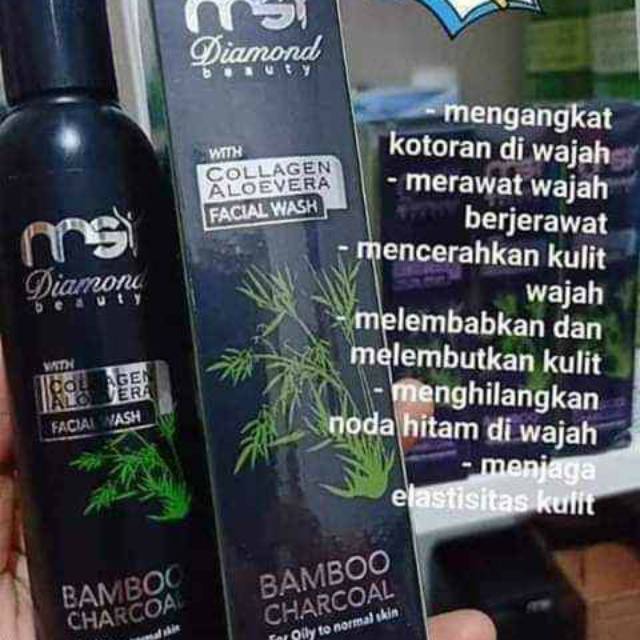 msi
Diamond
beauty
WITH
COLLAGEN
ALOEVERA
FACIAL WASH
BAMBOO
CHARCOAL
For Oily to normal skin
msi
Diamond
beauty
WITH
COLLAGEN
ALOEVERA
FACIAL WASH
BAMBOO
CHARCOAL
normal skin
- mengangkat
kotoran di wajah
- merawat wajah
berjerawat
- mencerahkan kulit
wajah
- melembabkan dan
melembutkan kulit
- menghilangkan
noda hitam di wajah
- menjaga
elastisitas kulit